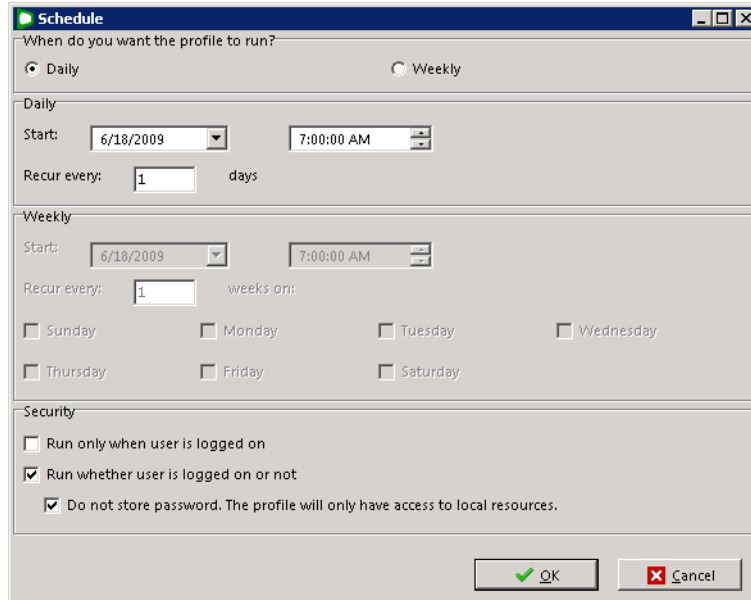 Schedule
When do you want the profile to run?
Daily Weekly
Daily
Start: 6/18/2009 7:00:00 AM
Recur every: 1 days
Weekly
Start: 6/18/2009 7:00:00 AM
Recur every: 1 weeks on:
Sunday Monday Tuesday Wednesday
Thursday Friday Saturday
Security
Run only when user is logged on
Run whether user is logged on or not
Do not store password. The profile will only have access to local resources.
OK Cancel